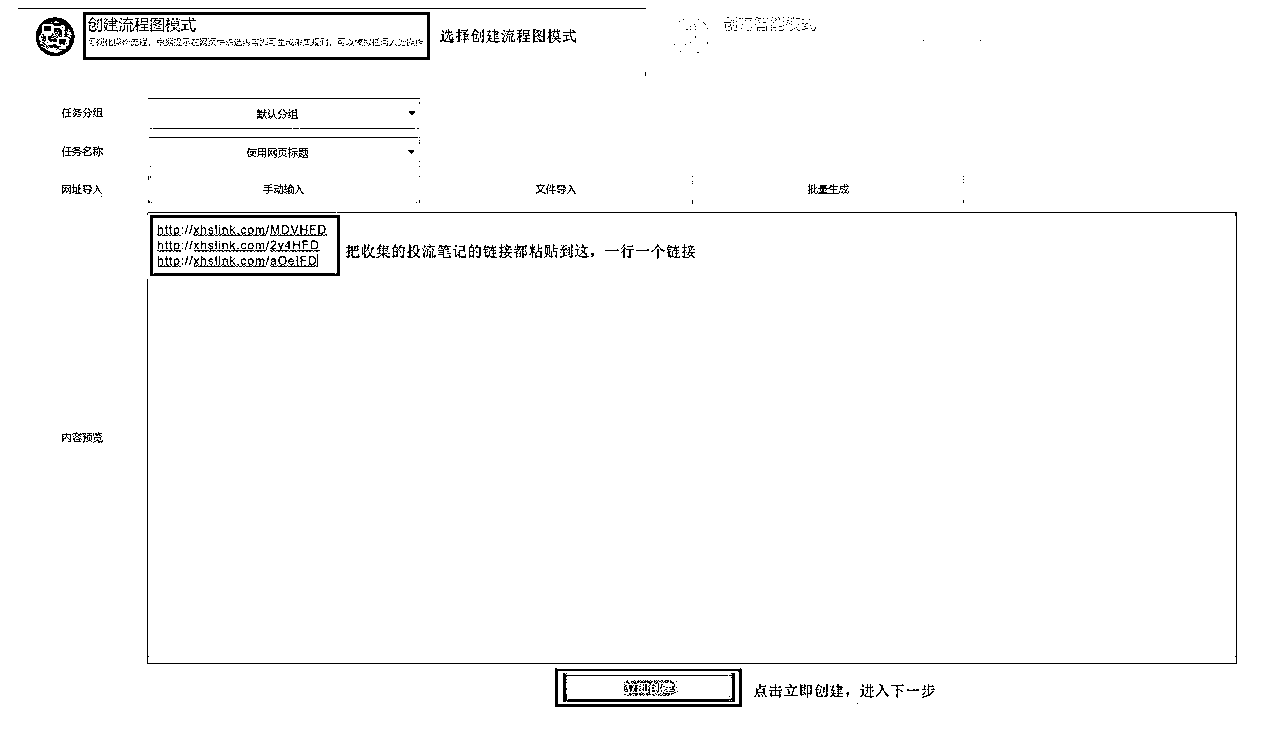 创建流程图模式
选择创建流程图模式
任务分组
默认分组
任务名称
使用网页标题
网址导入
手动输入
文件导入
批量生成
http://xhslink.com/MDVHFD
http://xhslink.com/2y4HFD
http://xhslink.com/aOeIFD
把收集的投流笔记的链接都粘贴到这，一行一个链接
内容预览
点击立即创建，进入下一步